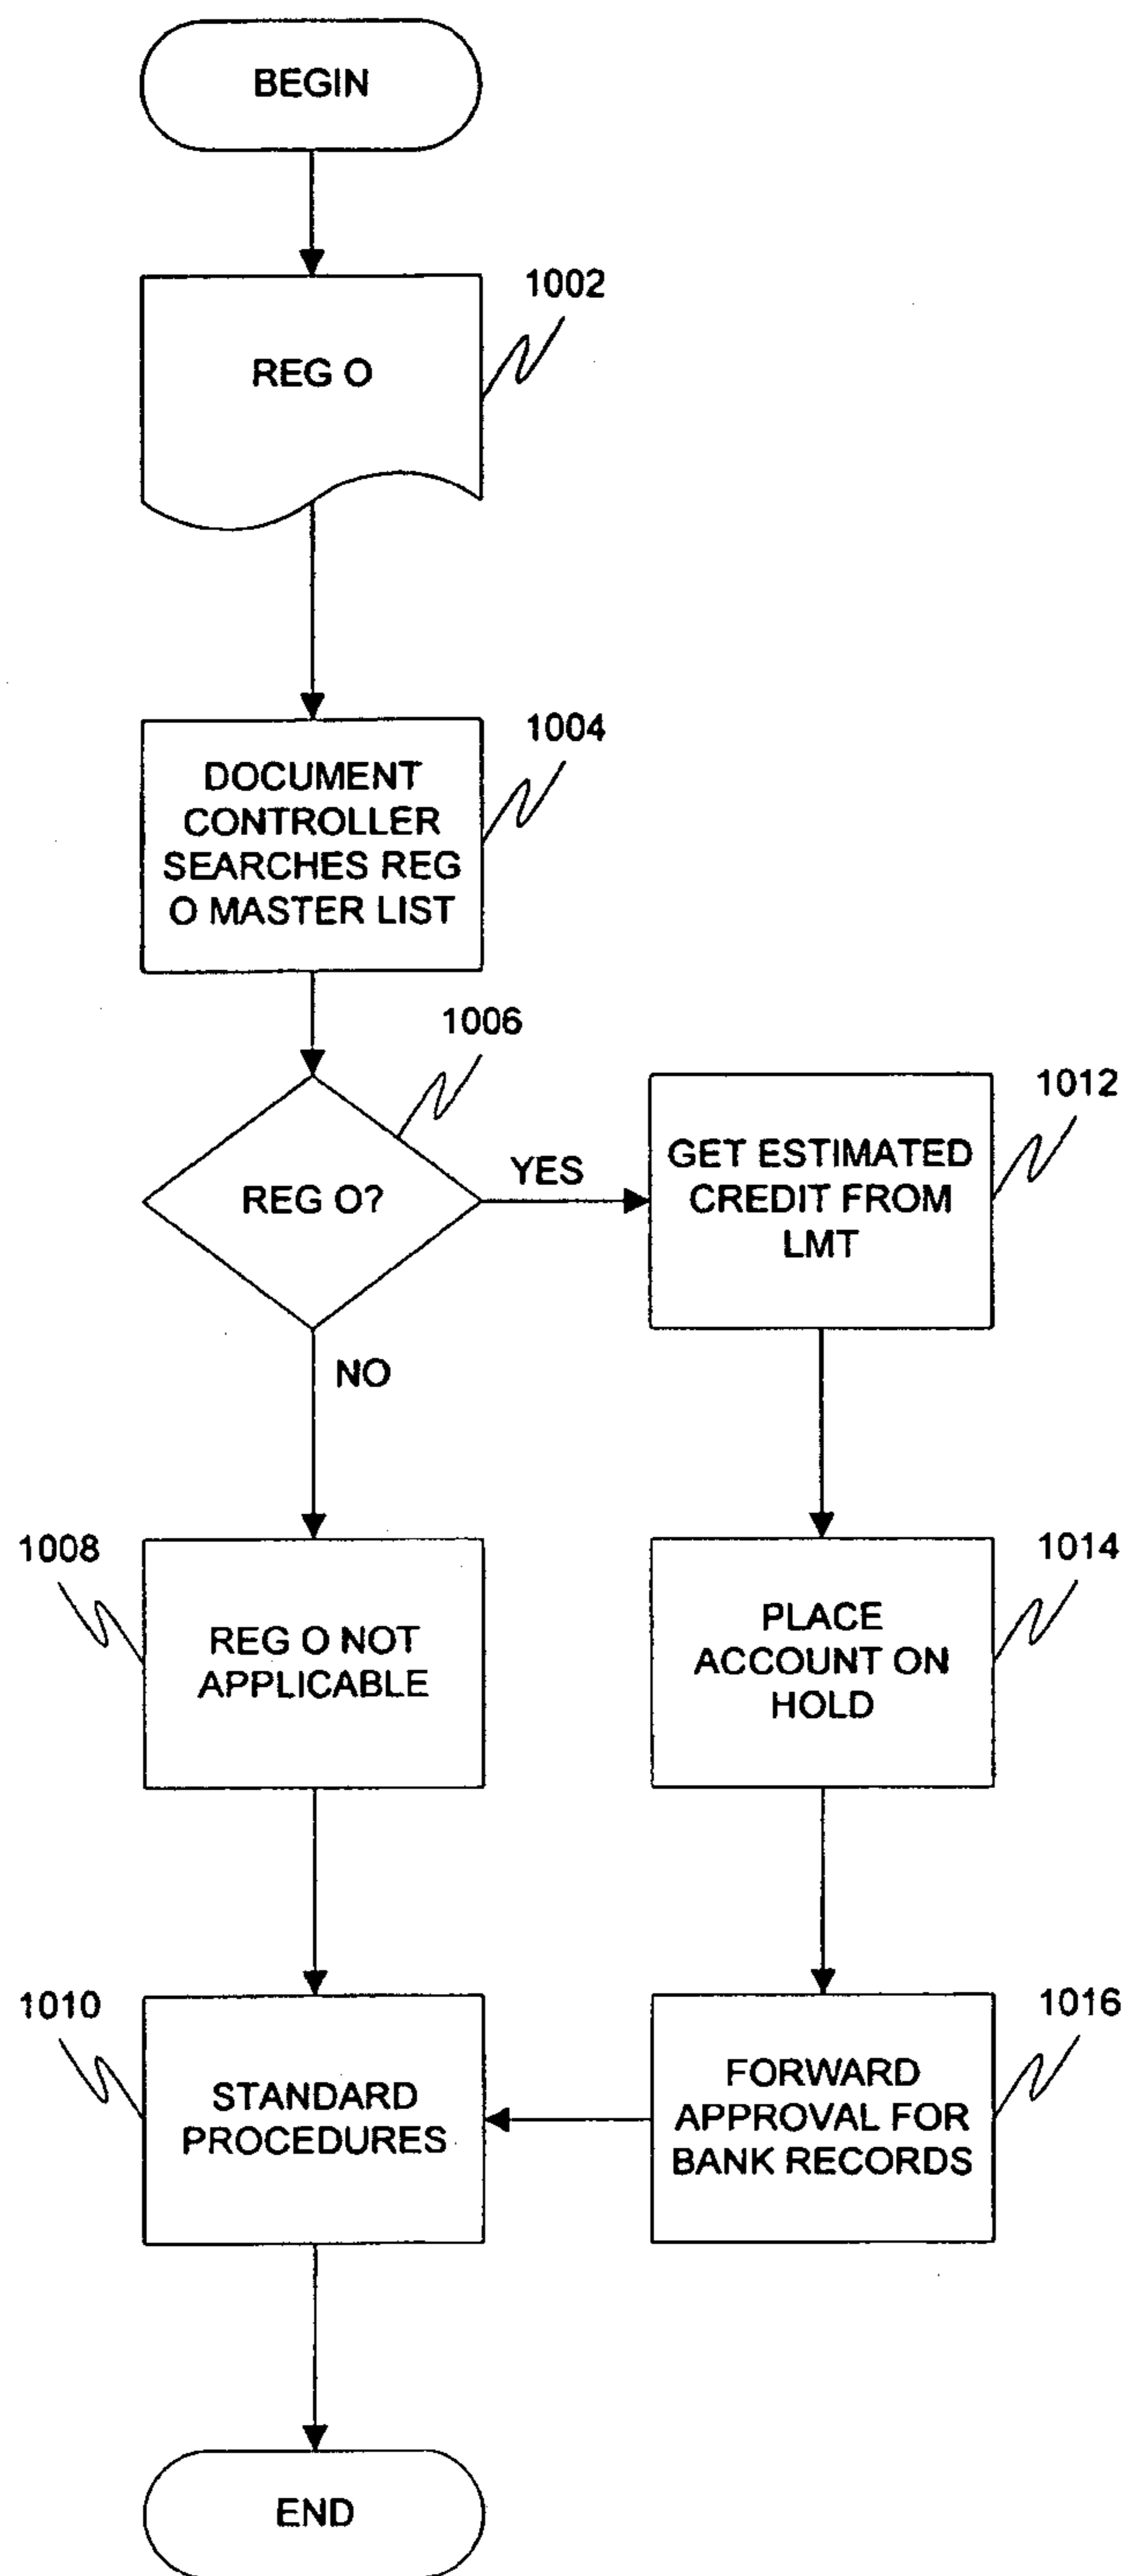 BEGIN
1002
REG O
1004
DOCUMENT
CONTROLLER
SEARCHES REG
O MASTER LIST
1006
REG O?
YES
NO
1012
GET ESTIMATED
CREDIT FROM
LMT
1008
REG O NOT
APPLICABLE
1014
PLACE
ACCOUNT ON
HOLD
1010
STANDARD
PROCEDURES
1016
FORWARD
APPROVAL FOR
BANK RECORDS
END